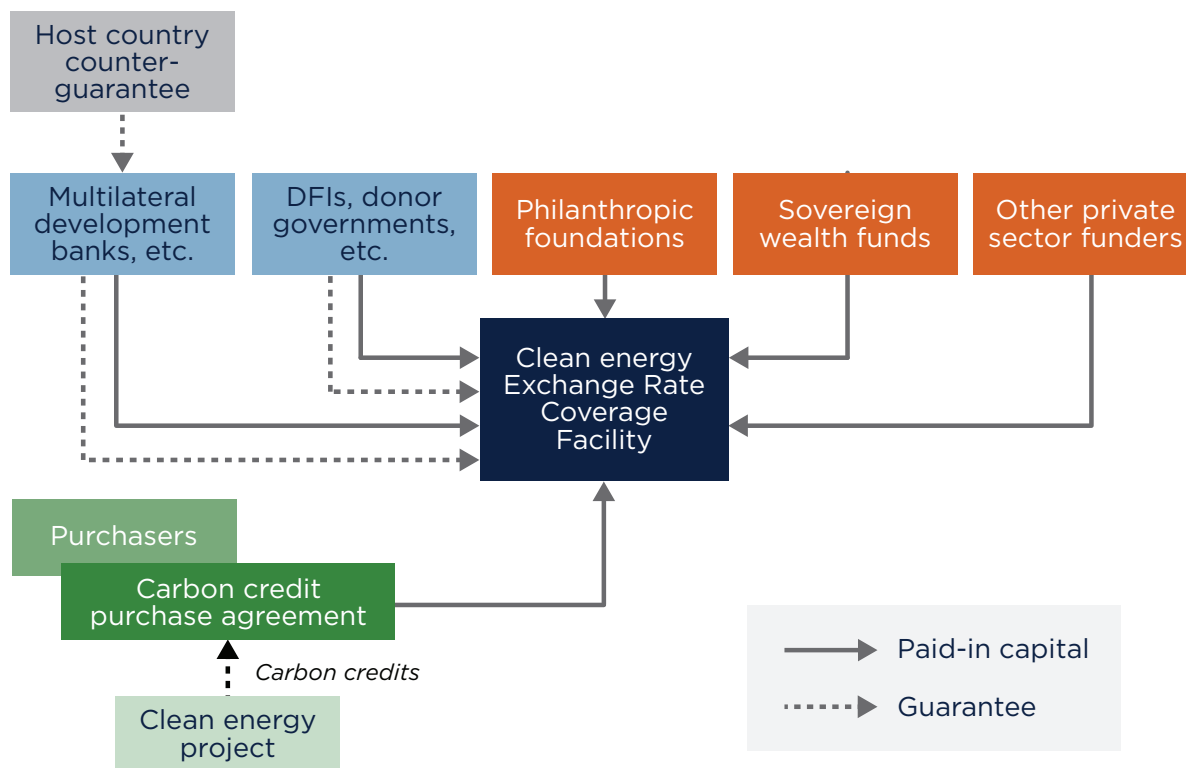 Host country
counter-
guarantee
Multilateral
development
banks, etc.
DFIs, donor
governments,
etc.
Philanthropic
foundations
Sovereign
wealth funds
Other private
sector funders
Clean energy
Exchange Rate
Coverage
Facility
Purchasers
Carbon credit
purchase agreement
Carbon credits
Clean energy
project
Paid-in capital
Guarantee